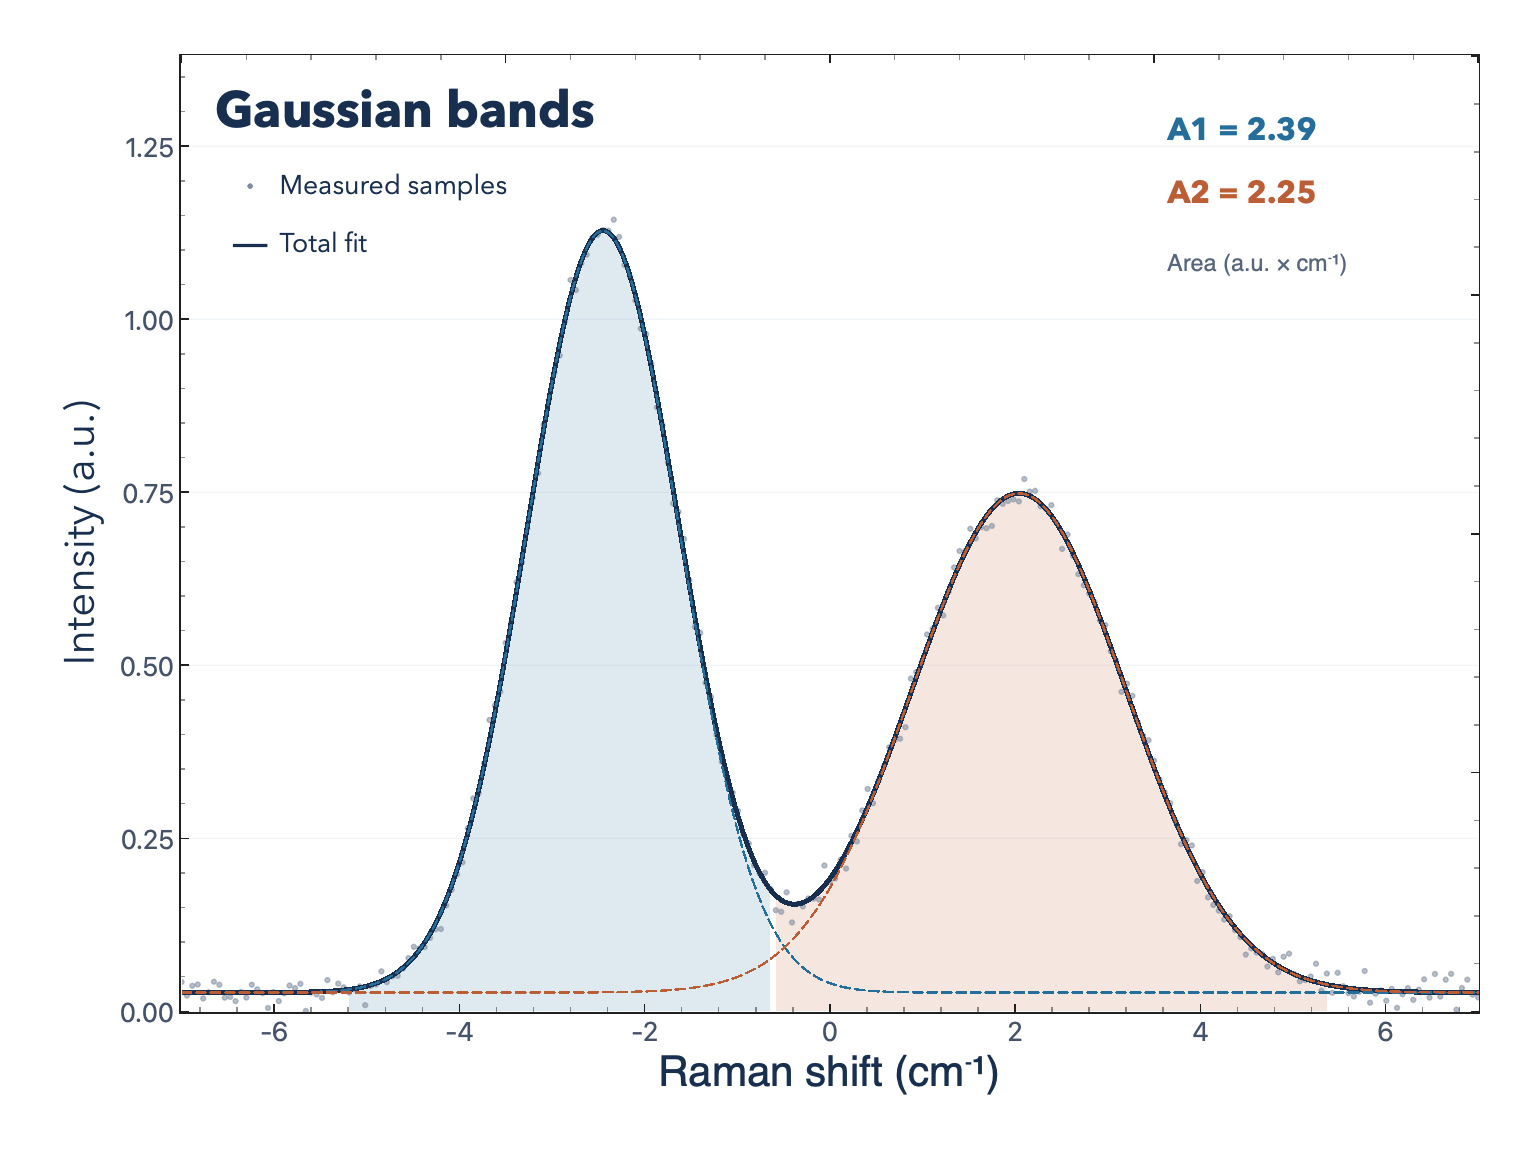 Gaussian bands
Measured samples
Total fit
A1 = 2.39
A2 = 2.25
Area (a.u. × cm⁻¹)
Intensity (a.u.)
1.25
1.00
0.75
0.50
0.25
0.00
-6 -4 -2 0 2 4 6
Raman shift (cm⁻¹)